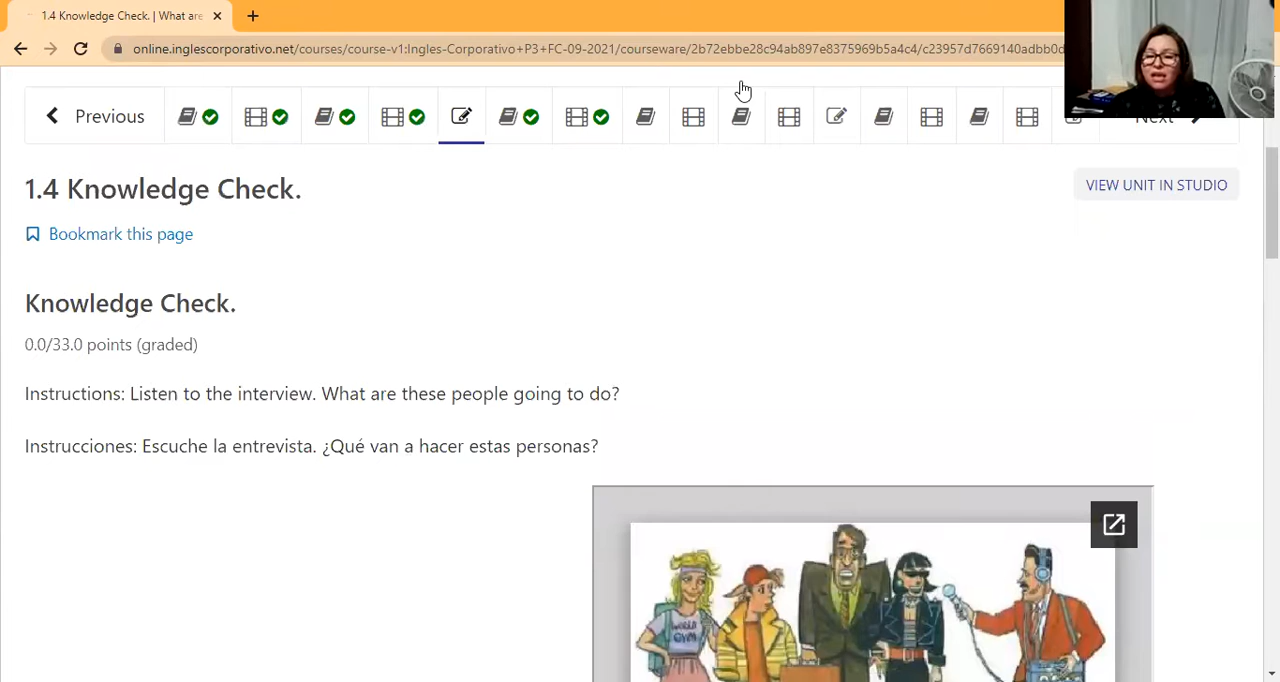 1.4 Knowledge Check. | What are
online.inglescorporativo.net/courses/course-v1:Ingles-Corporativo+P3+FC-09-2021/courseware/2b72ebbe28c94ab897e8375969b5a4c4/c23957d7669140adbb0d
Previous
Next
1.4 Knowledge Check.
VIEW UNIT IN STUDIO
Bookmark this page
Knowledge Check.
0.0/33.0 points (graded)
Instructions: Listen to the interview. What are these people going to do?
Instrucciones: Escuche la entrevista. ¿Qué van a hacer estas personas?
WORLD
GYM